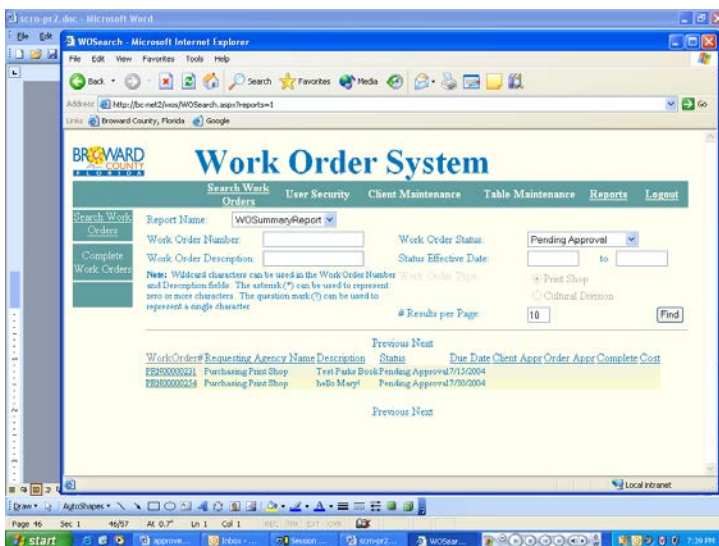 scrn-pr2.doc - Microsoft Word
File Edit
WOSearch - Microsoft Internet Explorer
File Edit View Favorites Tools Help
Back Search Favorites Media
Address http://bc-net2/wos/WOSearch.aspx?reports=1 Go
Links Broward County, Florida Google
BROWARD COUNTY
FLORIDA
Work Order System
Search Work Orders User Security Client Maintenance Table Maintenance Reports Logout
Search Work Orders
Complete Work Orders
Report Name: WOSummaryReport
Work Order Number: Work Order Status: Pending Approval
Work Order Description: Status Effective Date: to
Note: Wildcard characters can be used in the Work Order Number
and Description fields. The asterisk (*) can be used to represent
zero or more characters. The question mark (?) can be used to
represent a single character
Work Order Type: Print Shop
Cultural Division
# Results per Page: 10 Find
Previous Next
WorkOrder# Requesting Agency Name Description Status Due Date Client Appr Order Appr Complete Cost
PRN00000231 Purchasing Print Shop Test Parks Book Pending Approval 7/15/2004
PRN00000254 Purchasing Print Shop hello Mary! Pending Approval 7/30/2004
Previous Next
Local intranet
Draw AutoShapes
Page 46 Sec 1 46/57 At 0.7" Ln 1 Col 1 REC TRK EXT OVR
start approve... Inbox - ... Session ... scrn-pr2... WOSear... 7:39 PM